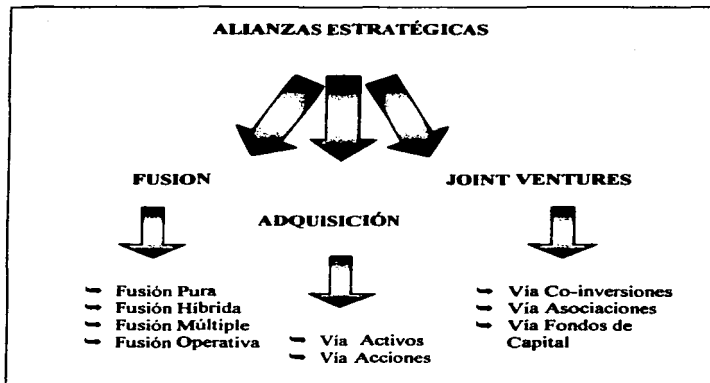 ALIANZAS ESTRATÉGICAS
FUSION
ADQUISICIÓN
JOINT VENTURES
Fusión Pura
Fusión Híbrida
Fusión Múltiple
Fusión Operativa
Vía Activos
Vía Acciones
Vía Co-inversiones
Vía Asociaciones
Vía Fondos de
Capital